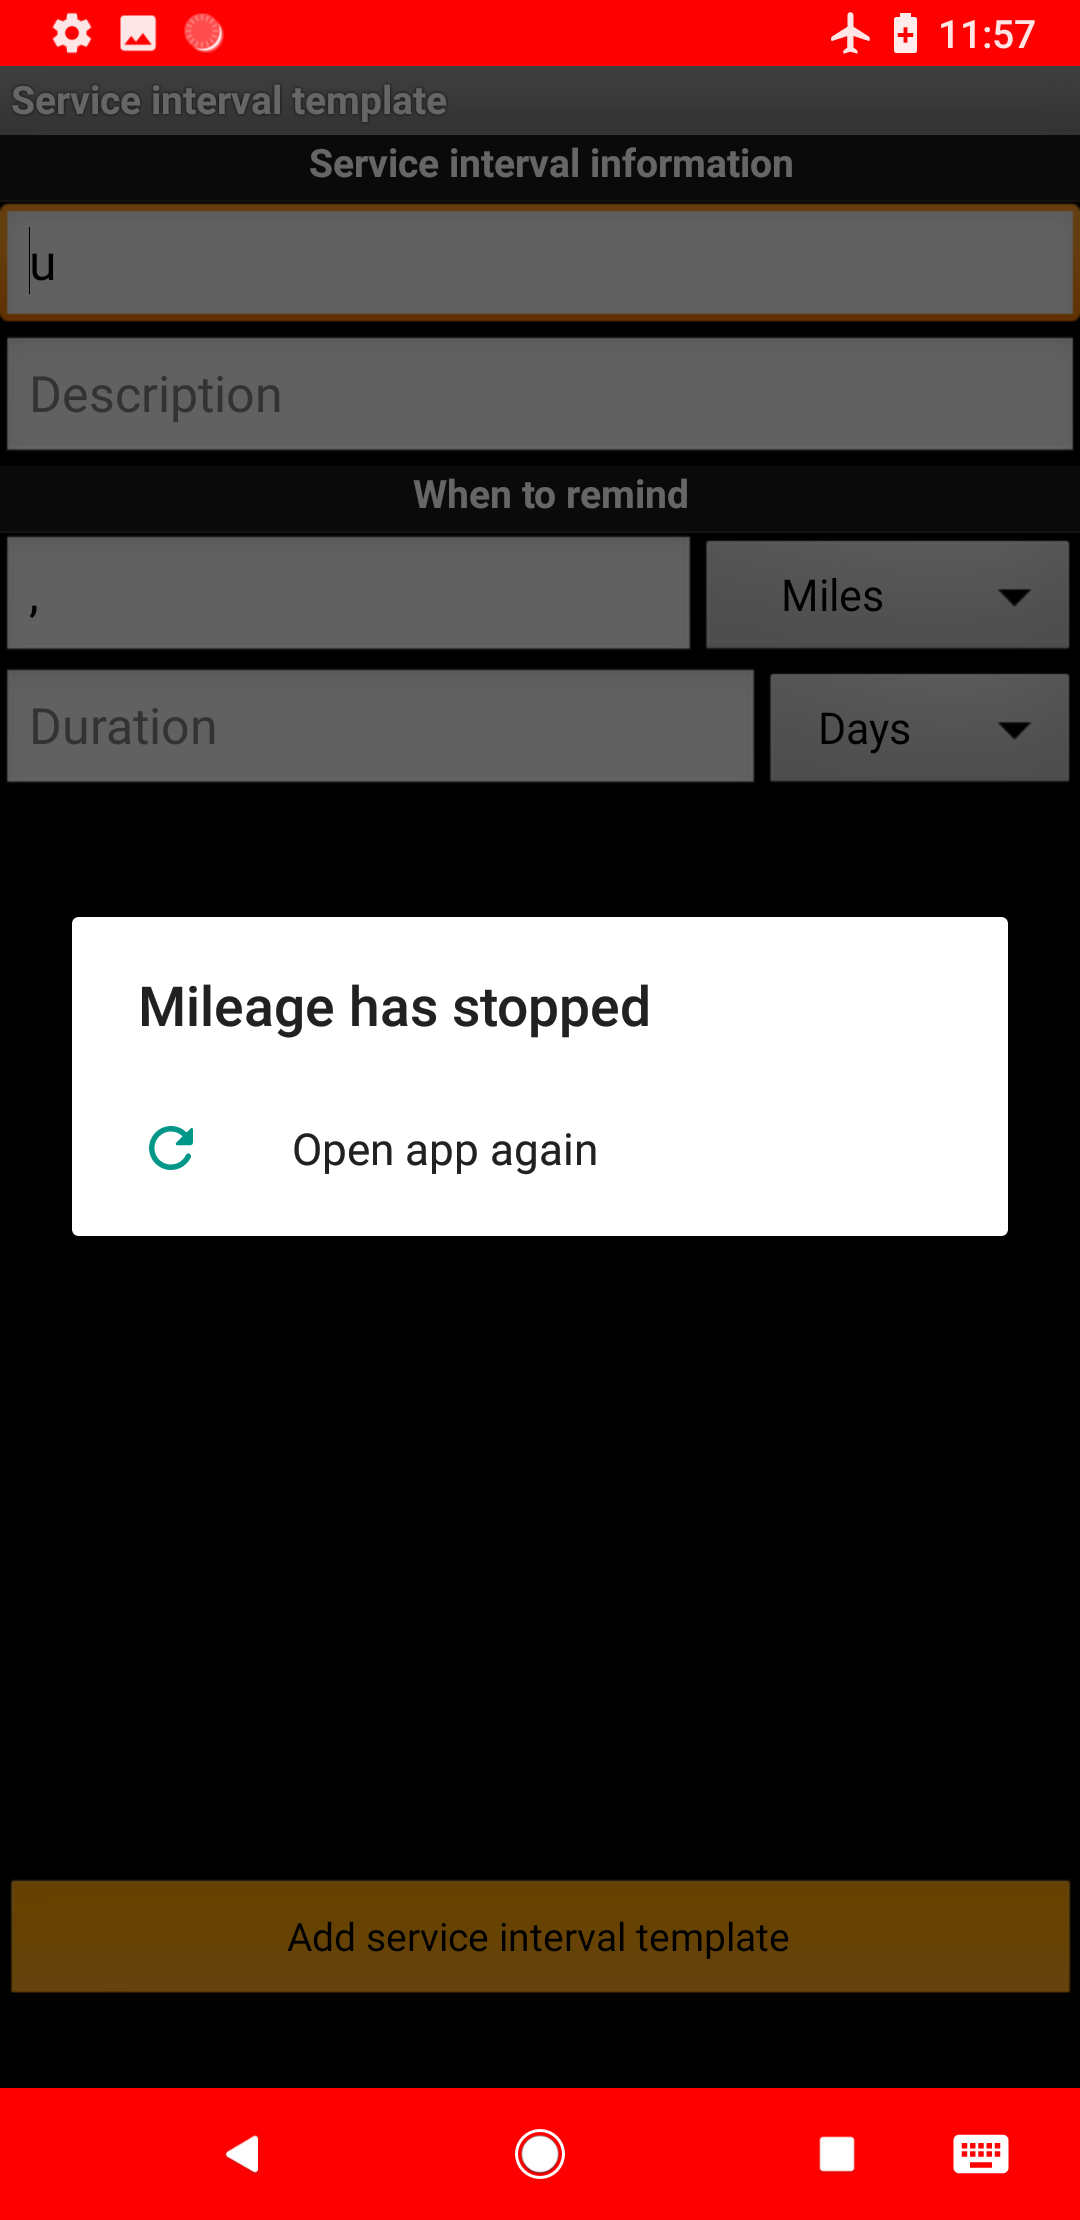 11:57
Service interval template
Service interval information
u
Description
When to remind
, Miles
Duration Days
Mileage has stopped
Open app again
Add service interval template